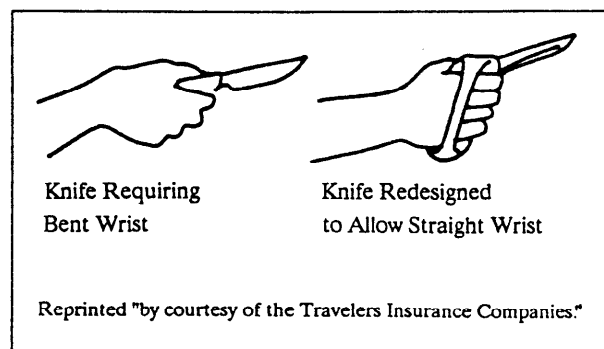 Knife Requiring
Bent Wrist
Knife Redesigned
to Allow Straight Wrist
Reprinted "by courtesy of the Travelers Insurance Companies."